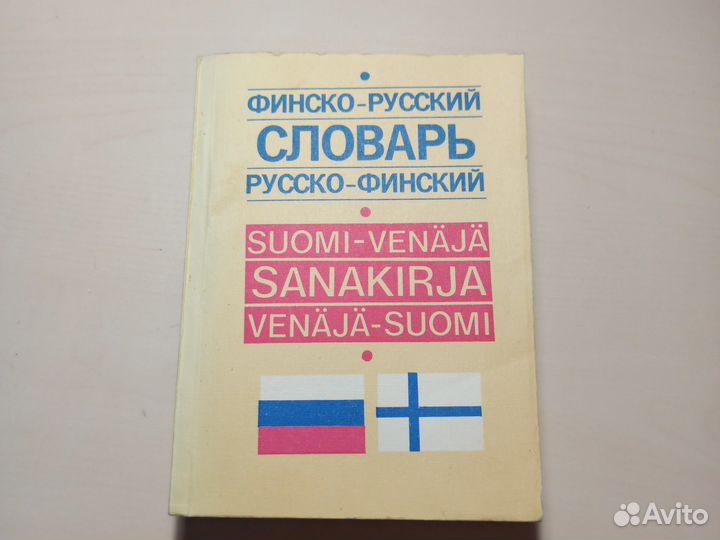 ФИНСКО-РУССКИЙ
СЛОВАРЬ
РУССКО-ФИНСКИЙ
SUOMI-VENÄJÄ
SANAKIRJA
VENÄJÄ-SUOMI
Avito